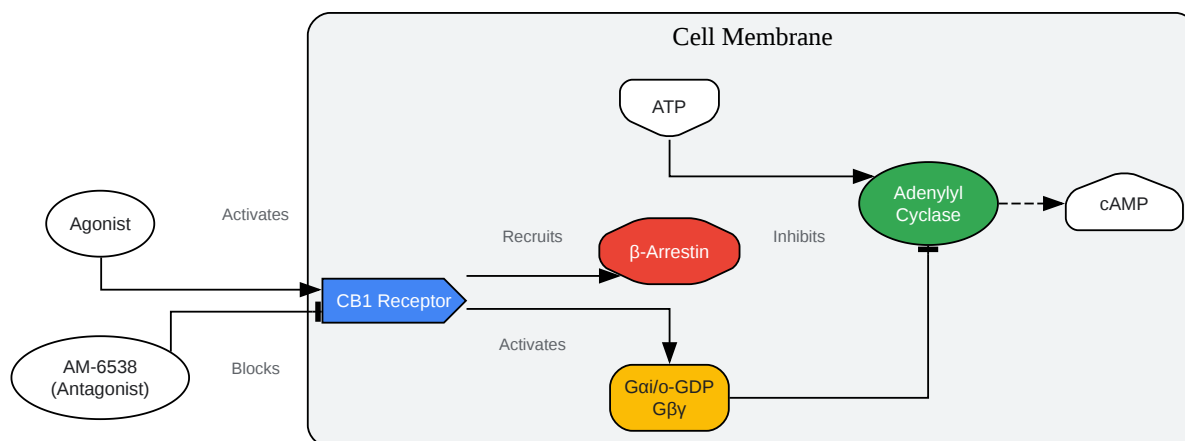 Cell Membrane
ATP
Adenylyl
Cyclase
cAMP
Agonist
Activates
Recruits
β-Arrestin
Inhibits
CB1 Receptor
AM-6538
(Antagonist)
Blocks
Activates
Gαi/o-GDP
Gβγ